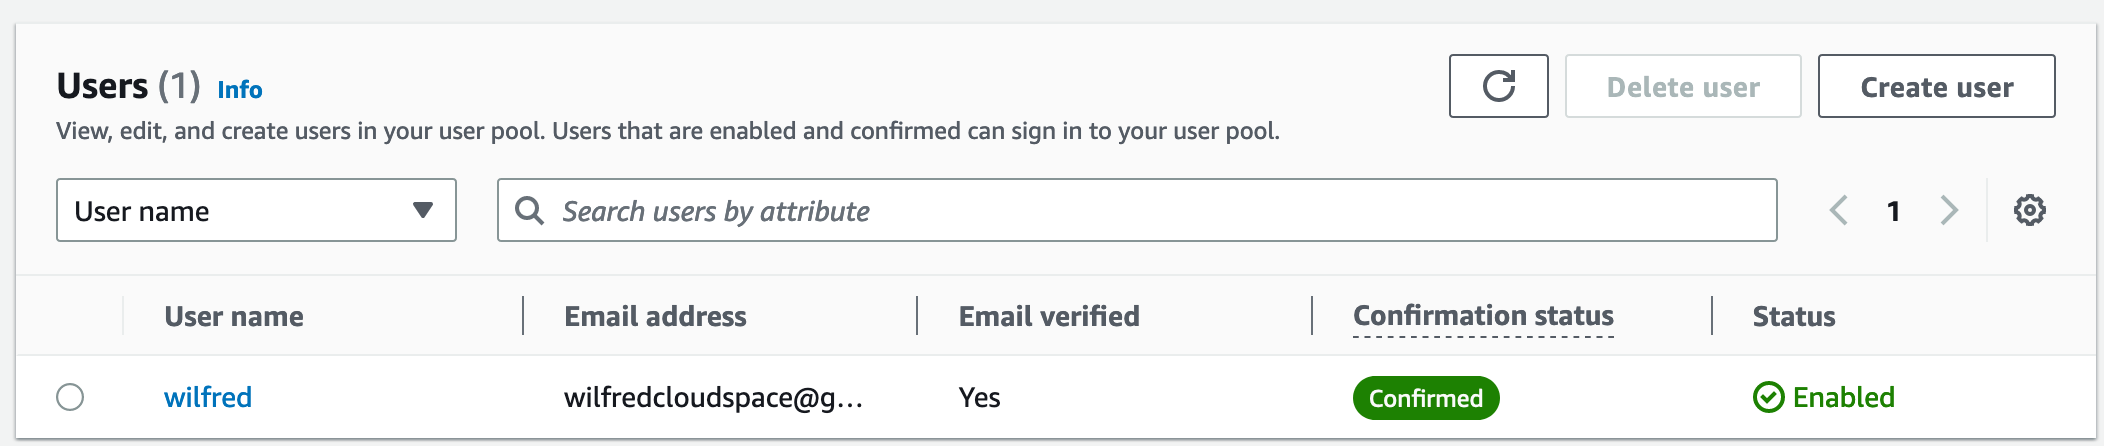 Users (1) Info
Delete user
Create user
View, edit, and create users in your user pool. Users that are enabled and confirmed can sign in to your user pool.
User name
Search users by attribute
1
User name
Email address
Email verified
Confirmation status
Status
wilfred
wilfredcloudspace@g...
Yes
Confirmed
Enabled